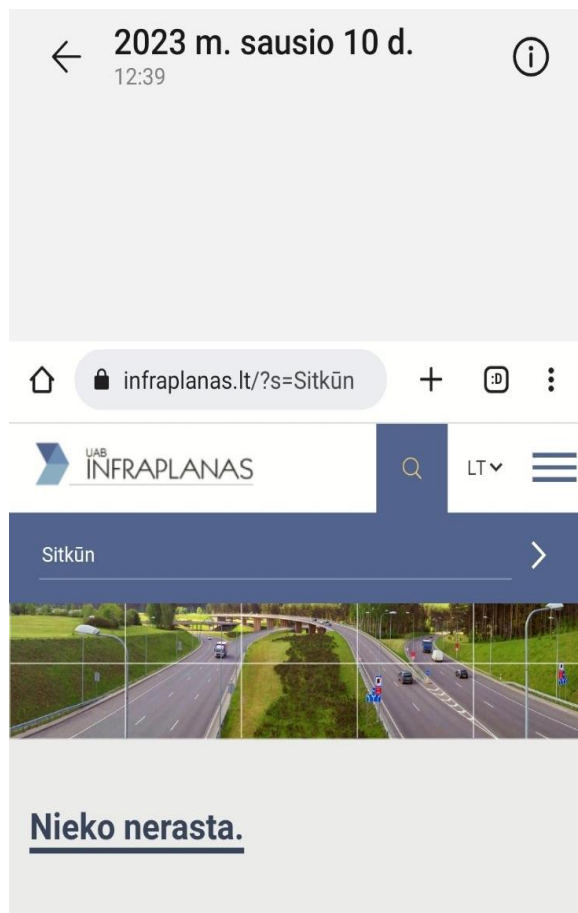 2023 m. sausio 10 d.
12:39
infraplanas.lt/?s=Sitkūn
:D
UAB
INFRAPLANAS
LT
Sitkūn
Nieko nerasta.